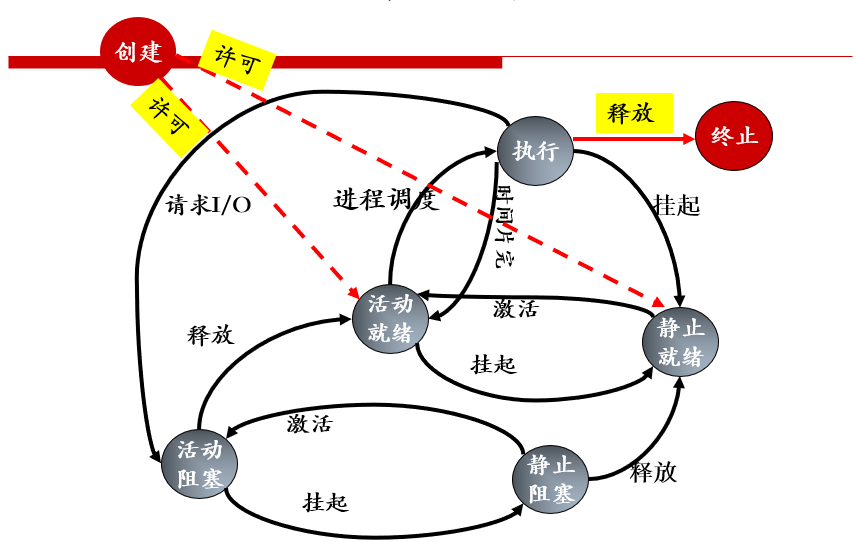 创建
许可
许可
释放
终止
执行
请求I/O
进程调度
时间片完
挂起
活动
就绪
激活
静止
就绪
释放
挂起
激活
活动
阻塞
静止
阻塞
释放
挂起